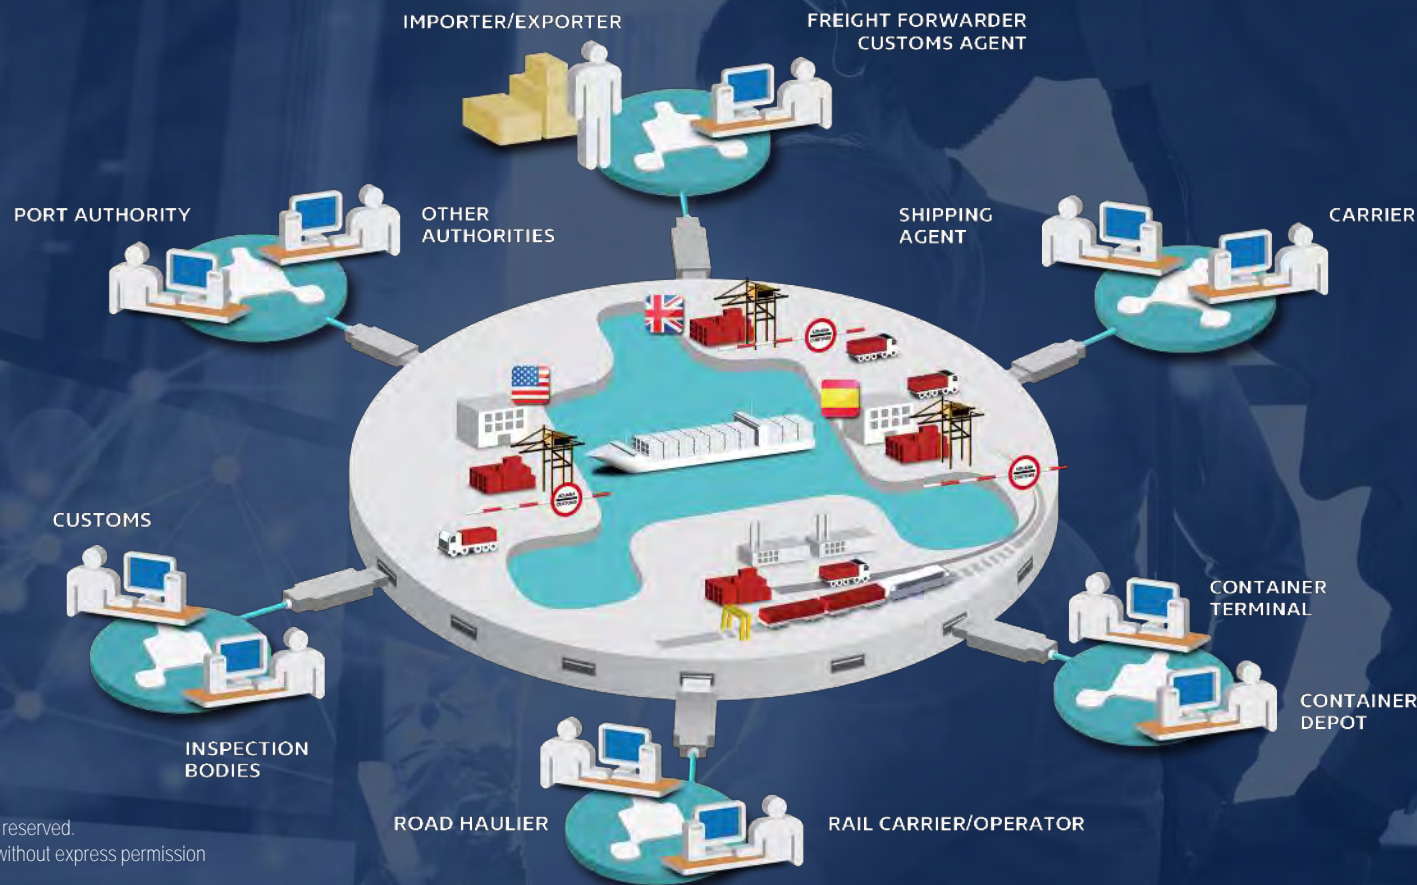 IMPORTER/EXPORTER
FREIGHT FORWARDER
CUSTOMS AGENT
PORT AUTHORITY
OTHER
AUTHORITIES
SHIPPING
AGENT
CARRIER
CUSTOMS
INSPECTION
BODIES
CONTAINER
TERMINAL
CONTAINER
DEPOT
ROAD HAULIER
RAIL CARRIER/OPERATOR
reserved.
without express permission